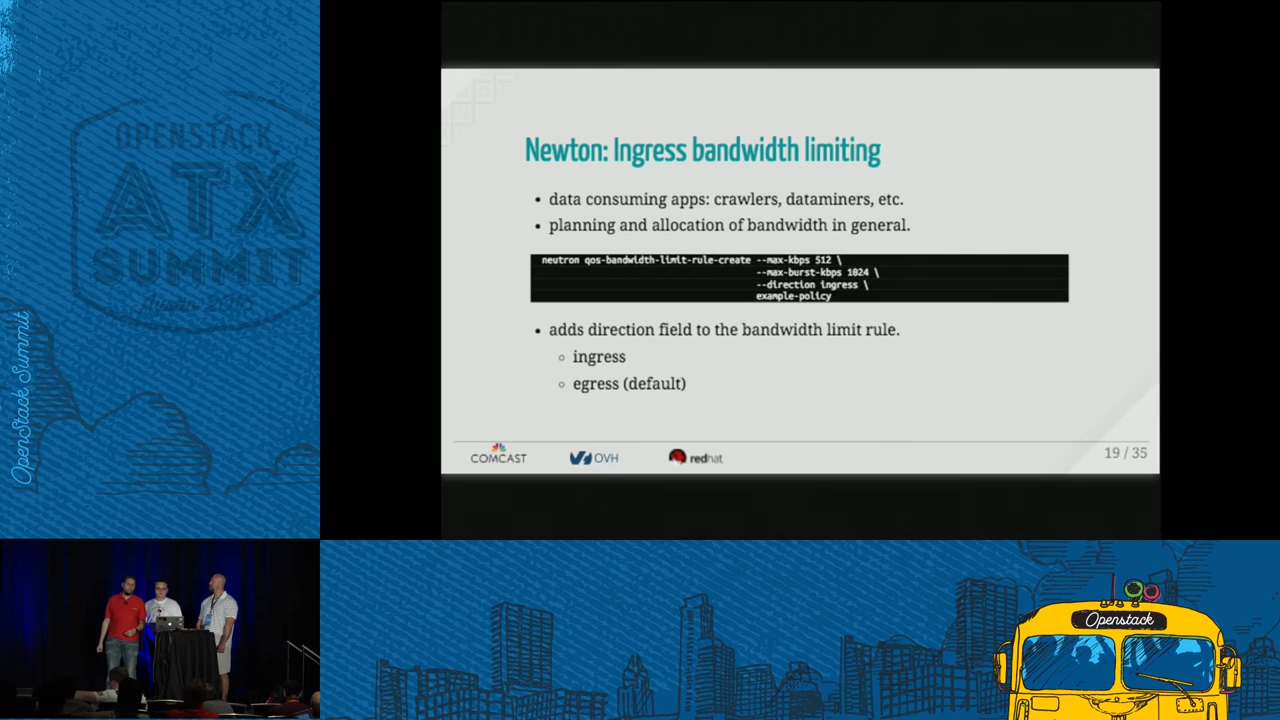 OPENSTACK
ATX
SUMMIT
OpenStack Summit
Newton: Ingress bandwidth limiting
• data consuming apps: crawlers, dataminers, etc.
• planning and allocation of bandwidth in general.
neutron qos-bandwidth-limit-rule-create --max-kbps 512 \
--max-burst-kbps 1024 \
--direction ingress \
example-policy
• adds direction field to the bandwidth limit rule.
◦ ingress
◦ egress (default)
COMCAST
OVH
redhat
19 / 35
Openstack